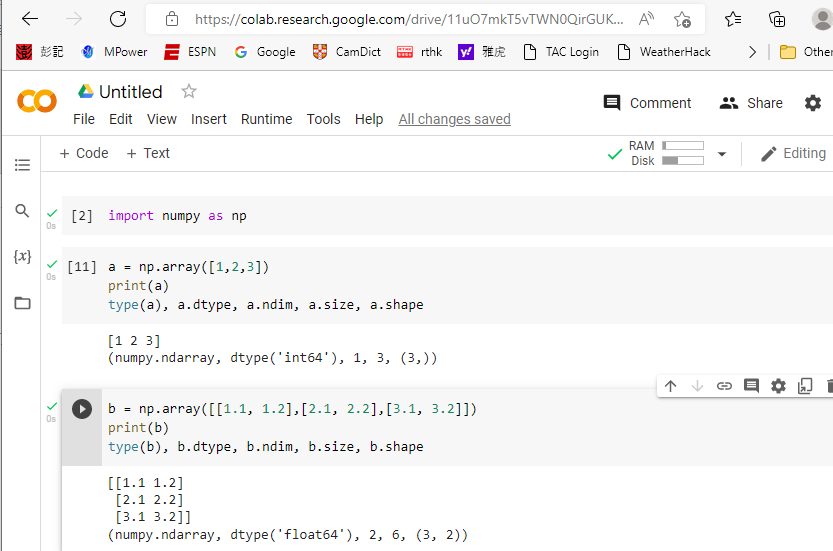 https://colab.research.google.com/drive/11uO7mkT5vTWN0QirGUK...
彭記 MPower ESPN Google CamDict rthk 雅虎 TAC Login WeatherHack Other
Untitled
File Edit View Insert Runtime Tools Help All changes saved
Comment Share
+ Code + Text
RAM
Disk
Editing
[2] import numpy as np
0s
[11] a = np.array([1,2,3])
0s
print(a)
type(a), a.dtype, a.ndim, a.size, a.shape
[1 2 3]
(numpy.ndarray, dtype('int64'), 1, 3, (3,))
b = np.array([[1.1, 1.2],[2.1, 2.2],[3.1, 3.2]])
0s
print(b)
type(b), b.dtype, b.ndim, b.size, b.shape
[[1.1 1.2]
[2.1 2.2]
[3.1 3.2]]
(numpy.ndarray, dtype('float64'), 2, 6, (3, 2))